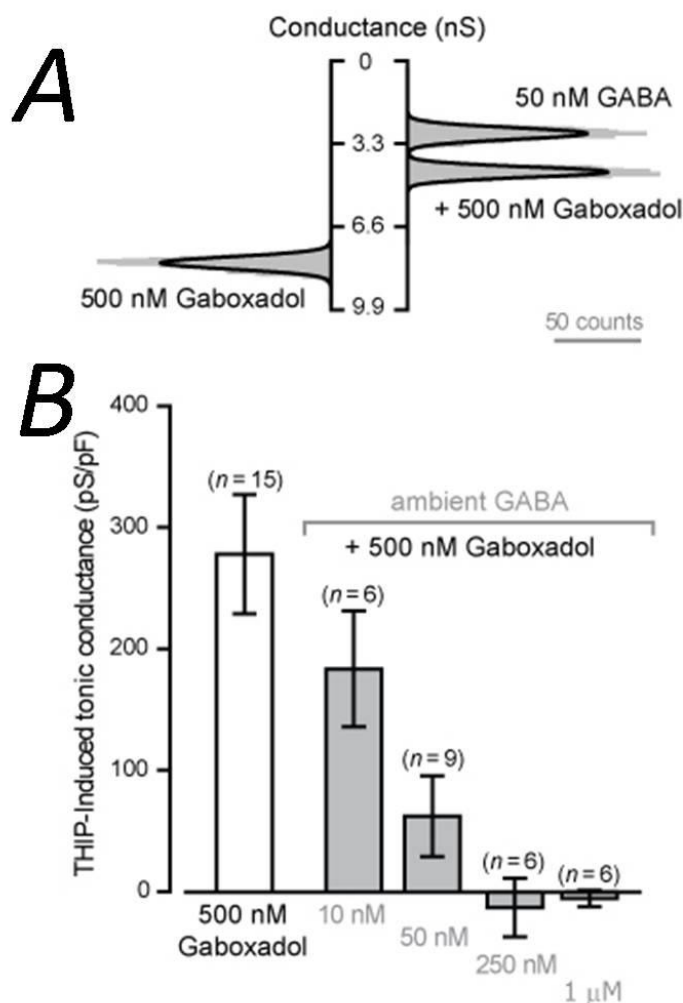 A
Conductance (nS)
0
50 nM GABA
3.3
+ 500 nM Gaboxadol
6.6
500 nM Gaboxadol
9.9
50 counts
B
THIP-Induced tonic conductance (pS/pF)
400
300
200
100
0
(n = 15)
ambient GABA
+ 500 nM Gaboxadol
(n = 6)
(n = 9)
(n = 6)
(n = 6)
500 nM
Gaboxadol
10 nM
50 nM
250 nM
1 μM